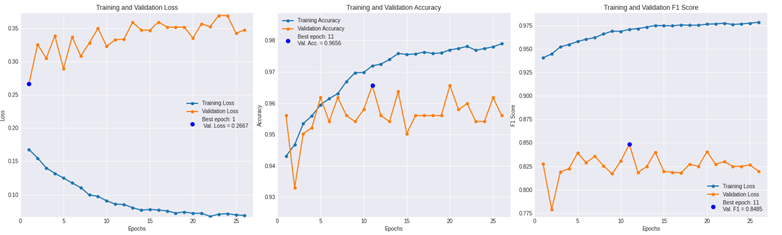 Training and Validation Loss
0.35
0.30
0.25
0.20
0.15
0.10
Loss
Training Loss
Validation Loss
Best epoch: 1
Val. Loss = 0.2667
0 5 10 15 20 25
Epochs
Training and Validation Accuracy
0.98
0.97
0.96
0.95
0.94
0.93
Accuracy
Training Accuracy
Validation Accuracy
Best epoch: 11
Val. Acc. = 0.9656
0 5 10 15 20 25
Epochs
Training and Validation F1 Score
0.975
0.950
0.925
0.900
0.875
0.850
0.825
0.800
0.775
F1 Score
Training Loss
Validation Loss
Best epoch: 11
Val. F1 = 0.8485
0 5 10 15 20 25
Epochs